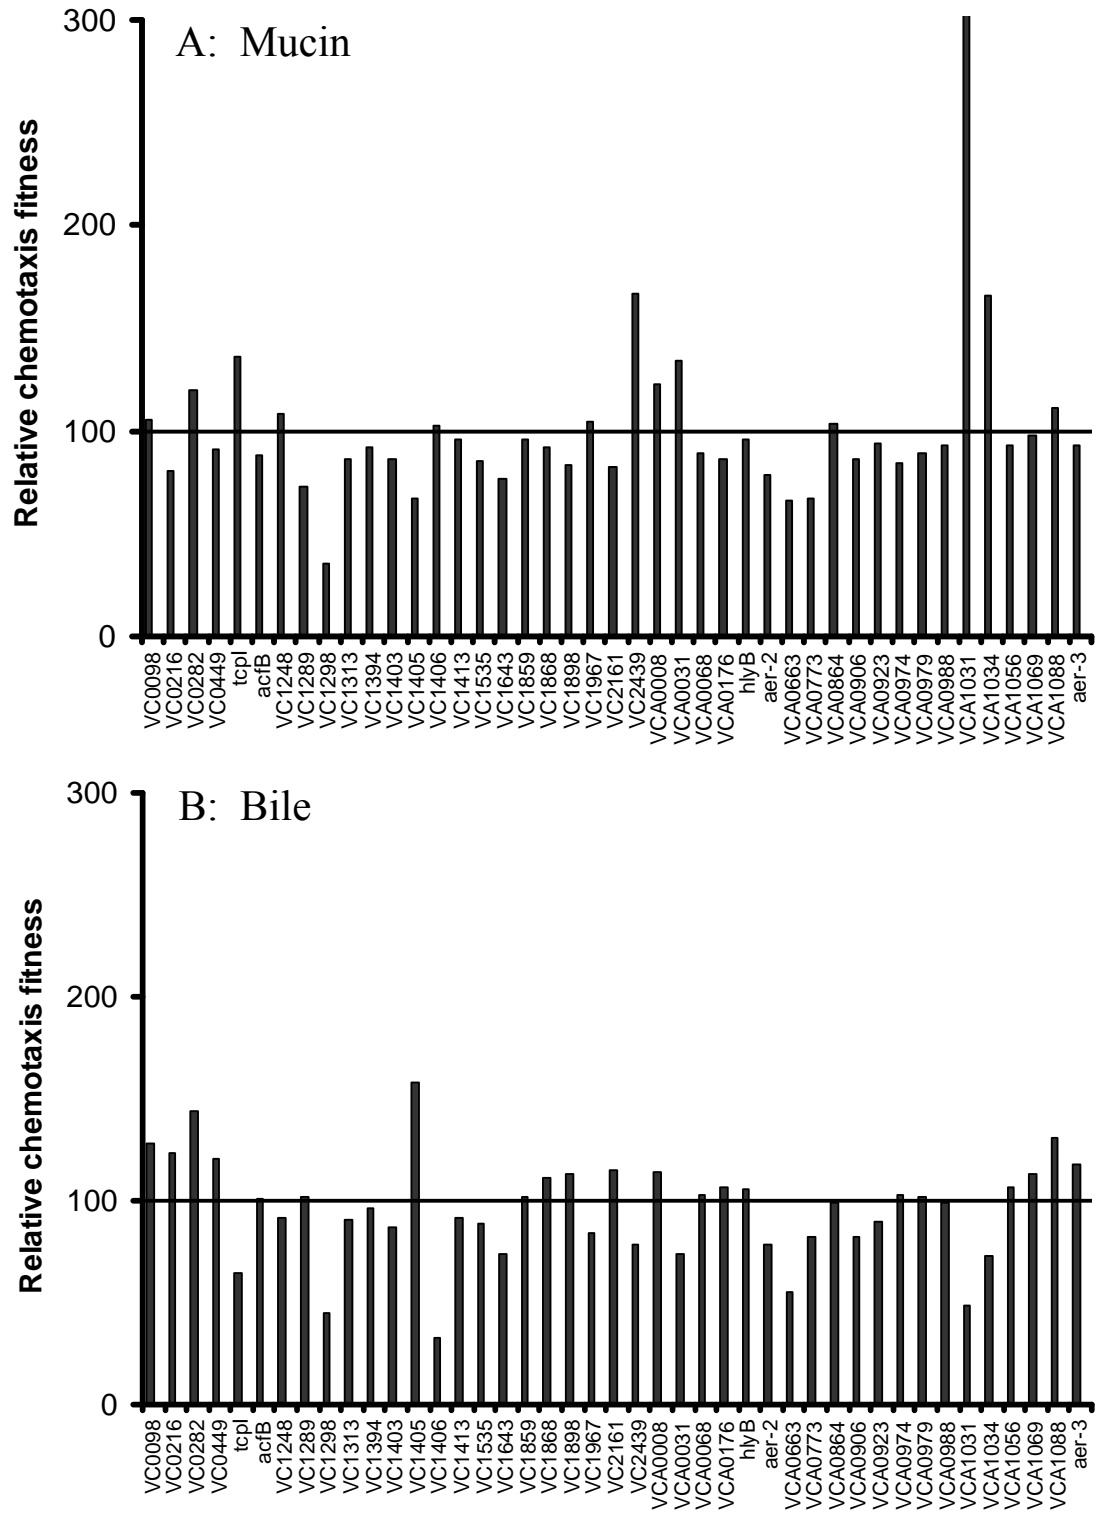 300
A: Mucin
200
100
0
Relative chemotaxis fitness
VC0098
VC0216
VC0282
VC0449
tcpI
acfB
VC1248
VC1289
VC1298
VC1313
VC1394
VC1403
VC1405
VC1406
VC1413
VC1535
VC1643
VC1859
VC1868
VC1898
VC1967
VC2161
VC2439
VCA0008
VCA0031
VCA0068
VCA0176
hlyB
aer-2
VCA0663
VCA0773
VCA0864
VCA0906
VCA0923
VCA0974
VCA0979
VCA0988
VCA1031
VCA1034
VCA1056
VCA1069
VCA1088
aer-3
300
B: Bile
200
100
0
Relative chemotaxis fitness
VC0098
VC0216
VC0282
VC0449
tcpI
acfB
VC1248
VC1289
VC1298
VC1313
VC1394
VC1403
VC1405
VC1406
VC1413
VC1535
VC1643
VC1859
VC1868
VC1898
VC1967
VC2161
VC2439
VCA0008
VCA0031
VCA0068
VCA0176
hlyB
aer-2
VCA0663
VCA0773
VCA0864
VCA0906
VCA0923
VCA0974
VCA0979
VCA0988
VCA1031
VCA1034
VCA1056
VCA1069
VCA1088
aer-3